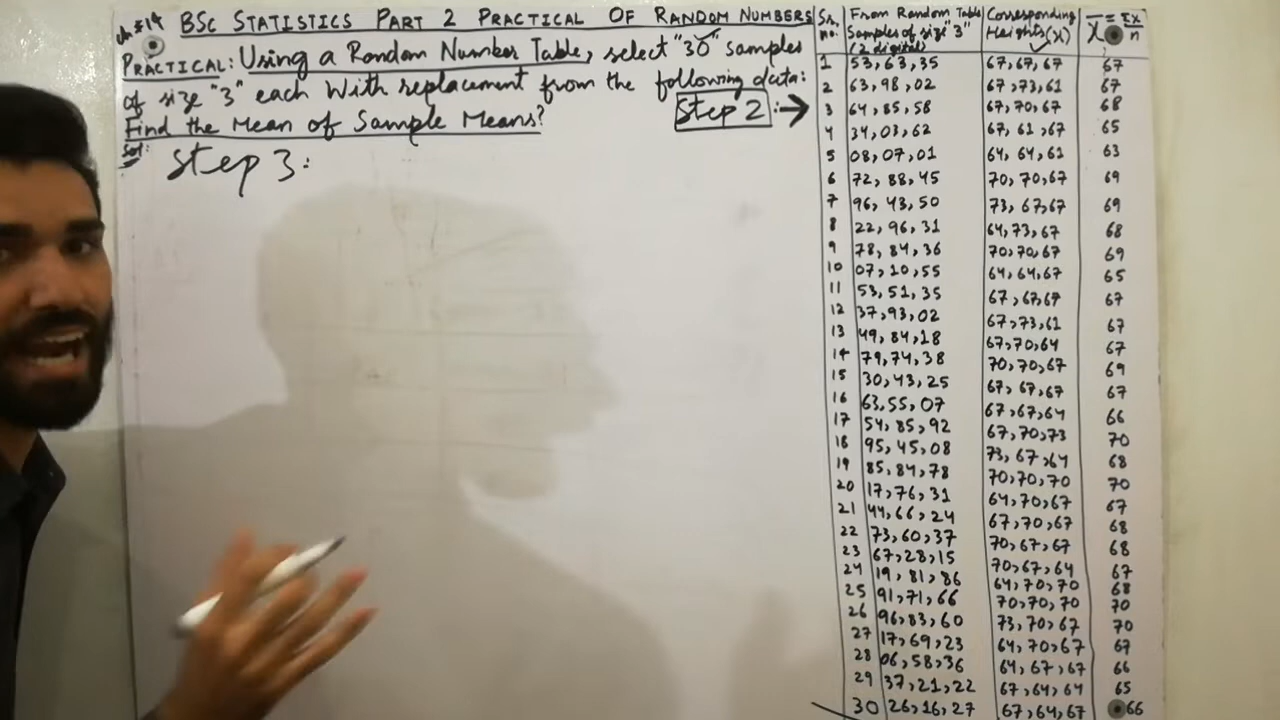 ch #14
BSc STATISTICS PART 2 PRACTICAL OF RANDOM NUMBERS
PRACTICAL: Using a Random Number Table, select "30" samples
of size "3" each With replacement from the following data:
Find the Mean of Sample Means?
Step 2: →
Sol:
Step 3:
Sr. no. From Random Table Samples of size "3" (2 digital) Corresponding Heights (x) X̄ = Σx/n
1 53, 63, 35 67, 67, 67 67
2 63, 98, 02 67, 73, 61 67
3 64, 85, 58 67, 70, 67 68
4 34, 03, 62 67, 61, 67 65
5 08, 07, 01 64, 64, 61 63
6 72, 88, 45 70, 70, 67 69
7 96, 43, 50 73, 67, 67 69
8 22, 96, 31 64, 73, 67 68
9 78, 84, 36 70, 70, 67 69
10 07, 10, 55 64, 64, 67 65
11 53, 51, 35 67, 67, 67 67
12 37, 93, 02 67, 73, 61 67
13 49, 84, 18 67, 70, 64 67
14 79, 74, 38 70, 70, 67 69
15 30, 43, 25 67, 67, 67 67
16 63, 55, 07 67, 67, 64 66
17 54, 85, 92 67, 70, 73 70
18 95, 45, 08 73, 67, 64 68
19 85, 84, 78 70, 70, 70 70
20 17, 76, 31 64, 70, 67 67
21 44, 66, 24 67, 70, 67 68
22 73, 60, 37 70, 67, 67 68
23 67, 28, 15 70, 67, 64 67
24 19, 81, 86 64, 70, 70 68
25 91, 71, 66 70, 70, 70 70
26 96, 83, 60 73, 70, 67 70
27 17, 69, 23 64, 70, 67 67
28 06, 58, 36 64, 67, 67 66
29 37, 21, 22 67, 64, 64 65
30 26, 16, 27 67, 64, 67 66